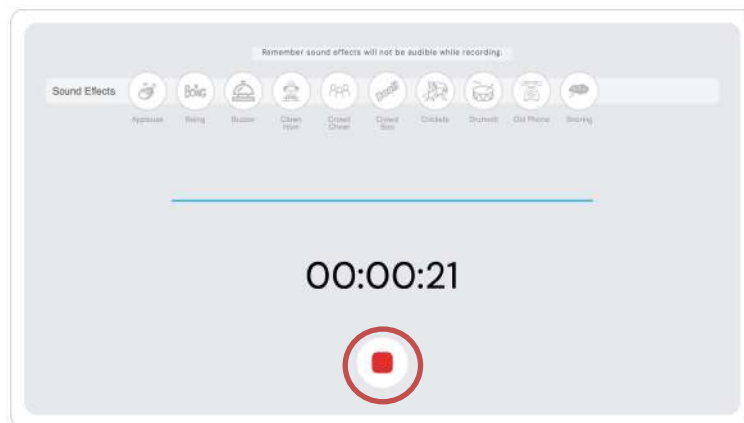 Remember sound effects will not be audible while recording.
Sound Effects
BOING
Applause Boing Buzzer Clown Horn Crowd Cheer Crowd Boo Crickets Drumroll Old Phone Snoring
00:00:21